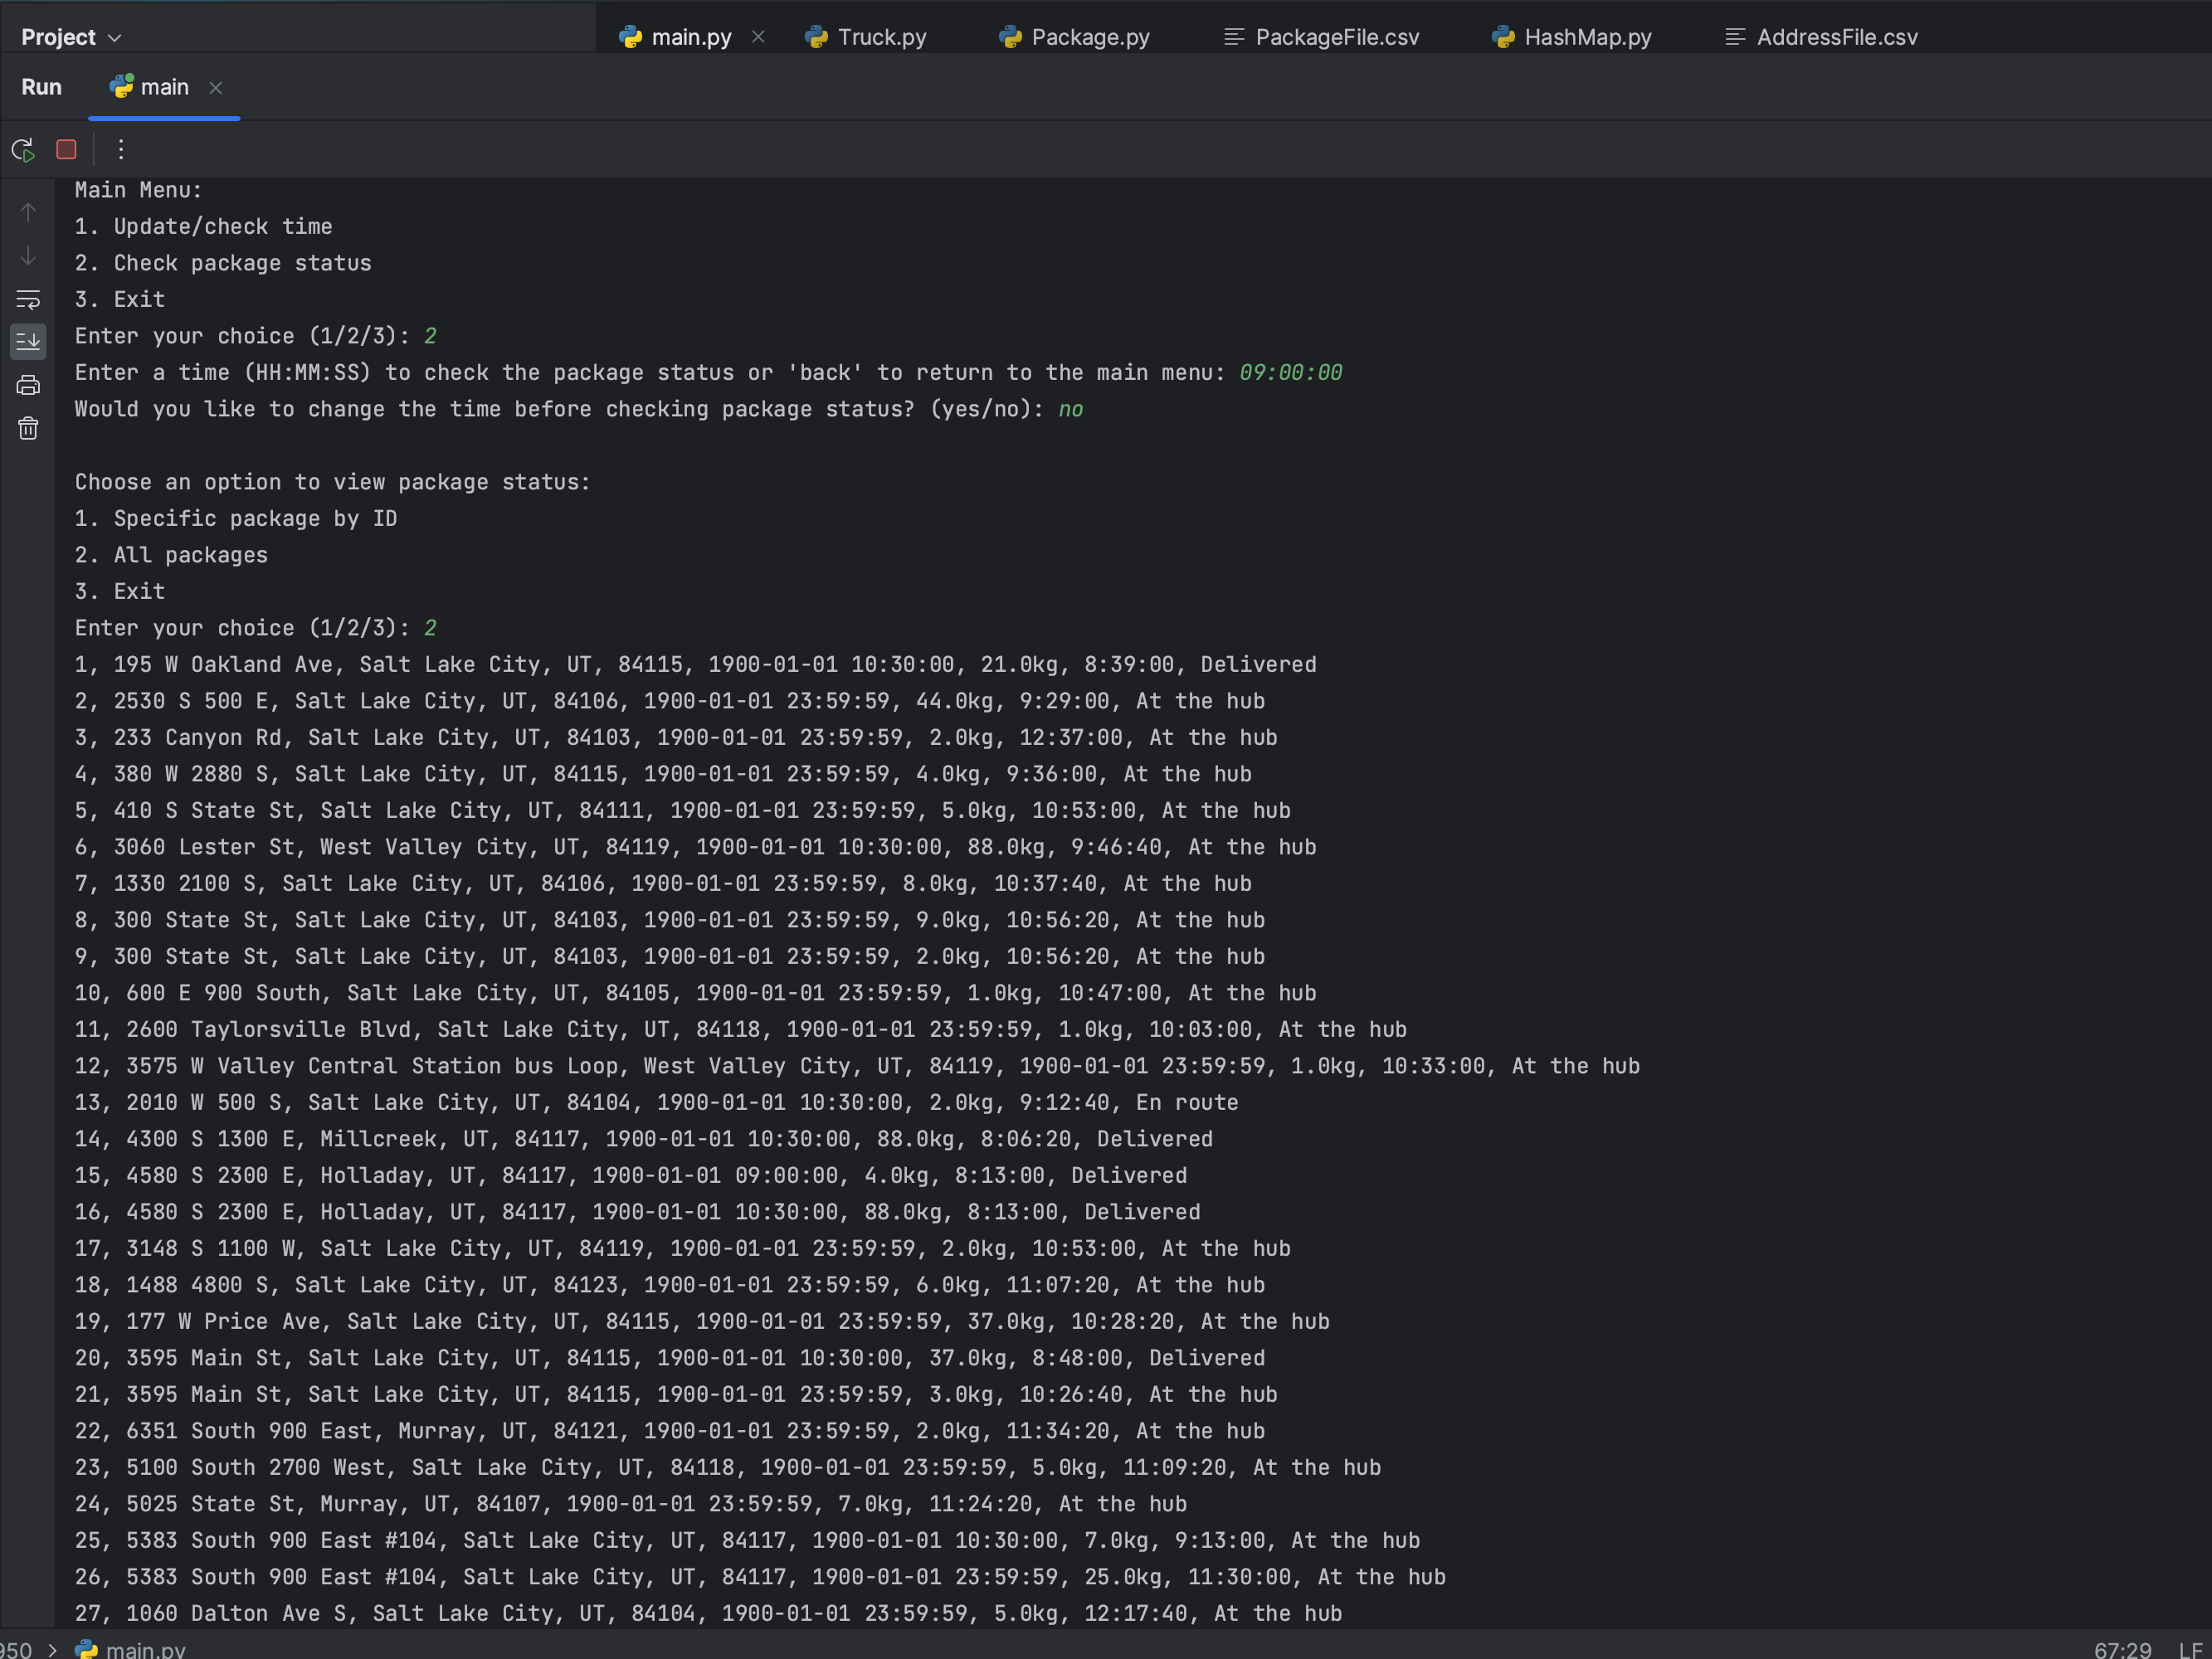 Project
main.py
Truck.py
Package.py
PackageFile.csv
HashMap.py
AddressFile.csv
Run
main
Main Menu:
1. Update/check time
2. Check package status
3. Exit
Enter your choice (1/2/3): 2
Enter a time (HH:MM:SS) to check the package status or 'back' to return to the main menu: 09:00:00
Would you like to change the time before checking package status? (yes/no): no
Choose an option to view package status:
1. Specific package by ID
2. All packages
3. Exit
Enter your choice (1/2/3): 2
1, 195 W Oakland Ave, Salt Lake City, UT, 84115, 1900-01-01 10:30:00, 21.0kg, 8:39:00, Delivered
2, 2530 S 500 E, Salt Lake City, UT, 84106, 1900-01-01 23:59:59, 44.0kg, 9:29:00, At the hub
3, 233 Canyon Rd, Salt Lake City, UT, 84103, 1900-01-01 23:59:59, 2.0kg, 12:37:00, At the hub
4, 380 W 2880 S, Salt Lake City, UT, 84115, 1900-01-01 23:59:59, 4.0kg, 9:36:00, At the hub
5, 410 S State St, Salt Lake City, UT, 84111, 1900-01-01 23:59:59, 5.0kg, 10:53:00, At the hub
6, 3060 Lester St, West Valley City, UT, 84119, 1900-01-01 10:30:00, 88.0kg, 9:46:40, At the hub
7, 1330 2100 S, Salt Lake City, UT, 84106, 1900-01-01 23:59:59, 8.0kg, 10:37:40, At the hub
8, 300 State St, Salt Lake City, UT, 84103, 1900-01-01 23:59:59, 9.0kg, 10:56:20, At the hub
9, 300 State St, Salt Lake City, UT, 84103, 1900-01-01 23:59:59, 2.0kg, 10:56:20, At the hub
10, 600 E 900 South, Salt Lake City, UT, 84105, 1900-01-01 23:59:59, 1.0kg, 10:47:00, At the hub
11, 2600 Taylorsville Blvd, Salt Lake City, UT, 84118, 1900-01-01 23:59:59, 1.0kg, 10:03:00, At the hub
12, 3575 W Valley Central Station bus Loop, West Valley City, UT, 84119, 1900-01-01 23:59:59, 1.0kg, 10:33:00, At the hub
13, 2010 W 500 S, Salt Lake City, UT, 84104, 1900-01-01 10:30:00, 2.0kg, 9:12:40, En route
14, 4300 S 1300 E, Millcreek, UT, 84117, 1900-01-01 10:30:00, 88.0kg, 8:06:20, Delivered
15, 4580 S 2300 E, Holladay, UT, 84117, 1900-01-01 09:00:00, 4.0kg, 8:13:00, Delivered
16, 4580 S 2300 E, Holladay, UT, 84117, 1900-01-01 10:30:00, 88.0kg, 8:13:00, Delivered
17, 3148 S 1100 W, Salt Lake City, UT, 84119, 1900-01-01 23:59:59, 2.0kg, 10:53:00, At the hub
18, 1488 4800 S, Salt Lake City, UT, 84123, 1900-01-01 23:59:59, 6.0kg, 11:07:20, At the hub
19, 177 W Price Ave, Salt Lake City, UT, 84115, 1900-01-01 23:59:59, 37.0kg, 10:28:20, At the hub
20, 3595 Main St, Salt Lake City, UT, 84115, 1900-01-01 10:30:00, 37.0kg, 8:48:00, Delivered
21, 3595 Main St, Salt Lake City, UT, 84115, 1900-01-01 23:59:59, 3.0kg, 10:26:40, At the hub
22, 6351 South 900 East, Murray, UT, 84121, 1900-01-01 23:59:59, 2.0kg, 11:34:20, At the hub
23, 5100 South 2700 West, Salt Lake City, UT, 84118, 1900-01-01 23:59:59, 5.0kg, 11:09:20, At the hub
24, 5025 State St, Murray, UT, 84107, 1900-01-01 23:59:59, 7.0kg, 11:24:20, At the hub
25, 5383 South 900 East #104, Salt Lake City, UT, 84117, 1900-01-01 10:30:00, 7.0kg, 9:13:00, At the hub
26, 5383 South 900 East #104, Salt Lake City, UT, 84117, 1900-01-01 23:59:59, 25.0kg, 11:30:00, At the hub
27, 1060 Dalton Ave S, Salt Lake City, UT, 84104, 1900-01-01 23:59:59, 5.0kg, 12:17:40, At the hub
950 > main.py
67:29 LF